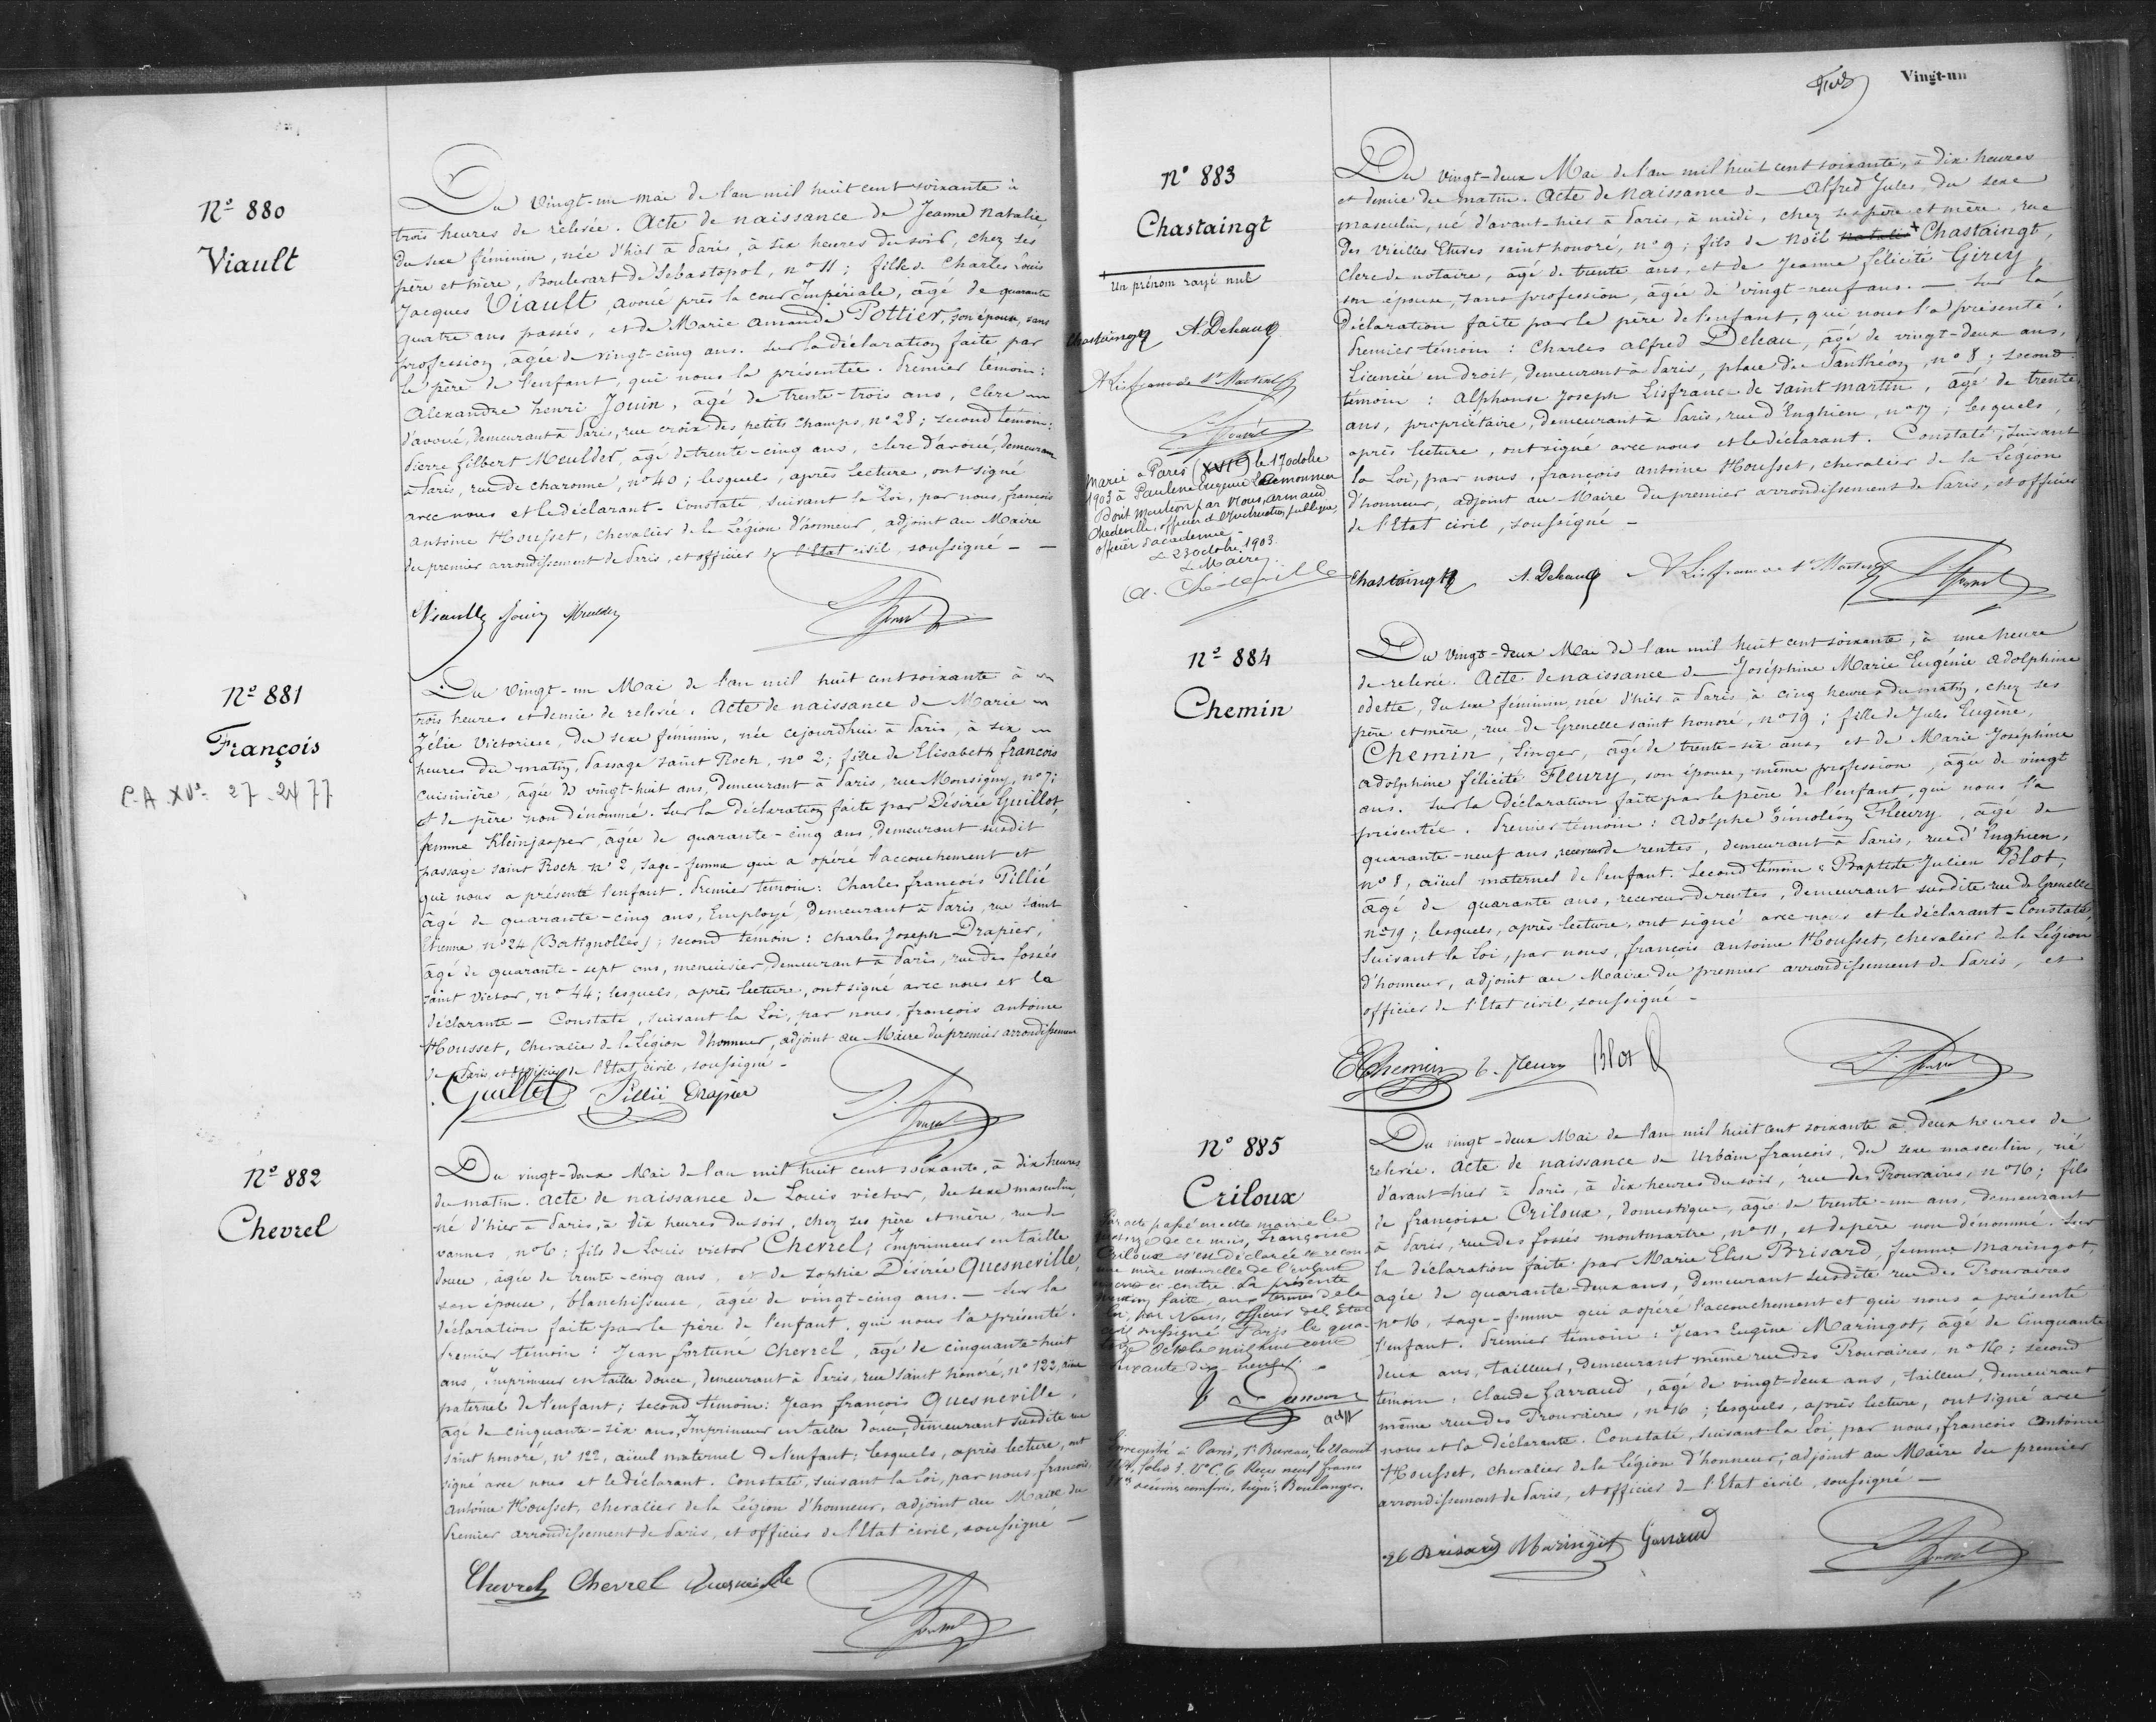 Nº 880
Viault
Du vingt-un mai de l'an mil huit cent soixante à
trois heures de relevée. Acte de naissance de Jeanne Natalie,
du sexe féminin, née d'hier à Paris, à six heures du soir, chez ses
père et mère, Boulevart de Sebastopol, nº 11; fille de Charles Louis
Jacques Viault, avoué près la cour Impériale, âgé de quarante
quatre ans passés, et de Marie Amanda Pottier, son épouse, sans
profession, âgée de vingt-cinq ans. Sur la déclaration faite par
le père de l'enfant, qui nous la présentée. Premier témoin:
Alexandre Henri Jouin, âgé de trente-trois ans, clerc
d'avoué, demeurant à Paris, rue croix des petits champs, nº 28; second témoin:
Pierre filbert Meulder, âgé de trente-cinq ans, clerc d'avoué, demeurant
à Paris, rue de charonne, nº 40; lesquels, après lecture, ont signé
avec nous et le déclarant. Constaté, suivant la Loi, par nous, françois
antoine Housset, chevalier de la Légion d'honneur, adjoint au Maire
du premier arrondissement de Paris, et officier de l'Etat civil, soussigné —
Viault Jouin Meulder
Nº 881
François
Du vingt-un Mai de l'an mil huit cent soixante à
trois heures et demie de relevée. Acte de naissance de Marie
Zélie Victorine, du sexe féminin, née cejourdhui à Paris, à six
heures du matin, Passage saint Roch, nº 2; fille de Elisabeth françois
cuisinière, âgée de vingt-huit ans, demeurant à Paris, rue Monsigny, nº 7;
et de père non dénommé. Sur la déclaration faite par Désirée Guillot,
femme Kleinjasper, âgée de quarante-cinq ans, demeurant susdit
passage saint Roch nº 2, sage-femme qui a opéré l'accouchement et
qui nous a présenté l'enfant. Premier témoin: Charles françois Pillié
âgé de quarante-cinq ans, Employé, demeurant à Paris, rue saint
Etienne nº 24 (Batignolles); second témoin: Charles Joseph Drapier,
âgé de quarante-sept ans, menuisier, demeurant à Paris, rue des fossés
saint Victor, nº 44; lesquels, après lecture, ont signé avec nous et la
déclarante — Constaté, suivant la Loi, par nous, françois antoine
Housset, chevalier de la Légion d'honneur, adjoint au Maire du premier arrondissement
de Paris et officier de l'Etat civil, soussigné -
Guillot Pillié Drapier
Nº 882
Chevrel
Du vingt-deux Mai de l'an mil huit cent soixante, à dix heures
du matin. Acte de naissance de Louis victor, du sexe masculin,
né d'hier à Paris, à dix heures du soir, chez ses père et mère, rue de
vannes, nº 6; fils de Louis victor Chevrel, Imprimeur en taille
douce, âgé de trente-cinq ans, et de Sophie Désirée Quesneville,
son épouse, blanchisseuse, âgée de vingt-cinq ans. — Sur la
déclaration faite par le père de l'enfant, qui nous l'a présenté.
Premier témoin: Jean fortuné Chevrel, âgé de cinquante-huit
ans, Imprimeur en taille douce, demeurant à Paris, rue saint honoré, nº 122, aïeul
paternel de l'enfant; second témoin: Jean françois Quesneville,
âgé de cinquante-six ans, Imprimeur en taille douce, demeurant susdite rue
saint honoré, nº 122, aïeul maternel de l'enfant; lesquels, après lecture, ont
signé avec nous et le déclarant. Constaté, suivant la Loi, par nous, françois
antoine Housset, chevalier de la Légion d'honneur, adjoint au Maire du
premier arrondissement de Paris, et officier de l'Etat civil, soussigné —
Chevrel Chevrel Quesneville
Vingt-un
Nº 883
Chastaingt
Un prénom rayé nul
Chastaingt A. Deleau
A Lisfranc de St Martin
Marié à Paris (XVIe) le 17 octobre
1903 à Pauline Eugénie
par Nous, Armand
Chedeville, officier de l'Instruction publique,
officier d'académie -
Le 23 octobre 1903.
Le Maire
A. Chédeville
Du vingt-deux Mai de l'an mil huit cent soixante, à dix heures
et demie du matin. Acte de Naissance de Alfred Jules, du sexe
masculin, né d'avant-hier à Paris, à midi, chez ses père et mère, rue
des vieilles Etuves saint honoré, nº 9; fils de Noël Chastaingt,
clerc de notaire, âgé de trente ans, et de Jeanne félicité Girey,
son épouse, sans profession, âgée de vingt-neuf ans. — Sur la
déclaration faite par le père de l'enfant, qui nous l'a présenté.
Premier témoin: Charles Alfred Deleau, âgé de vingt-deux ans,
Licencié en droit, demeurant à Paris, place du Panthéon, nº 8; second
témoin: Alphonse Joseph Lisfranc de saint martin, âgé de trente
ans, propriétaire, demeurant à Paris, rue d'Enghien, nº 17; lesquels,
après lecture, ont signé avec nous et le déclarant. Constaté, suivant
la Loi, par nous, françois antoine Housset, chevalier de la Légion
d'honneur, adjoint au Maire du premier arrondissement de Paris, et officier
de l'Etat civil, soussigné -
Chastaingt A. Deleau A Lisfranc de St Martin
Nº 884
Chemin
Du vingt-deux Mai de l'an mil huit cent soixante, à une heure
de relevée. Acte de naissance de Joséphine Marie Eugénie Adolphine
odette, du sexe féminin, née d'hier à Paris à cinq heures du matin, chez ses
père et mère, rue de Grenelle saint honoré, nº 19; fille de Jules Eugène,
Chemin, linger, âgé de trente-six ans, et de Marie Joséphine
Adolphine félicité Fleury, son épouse, même profession, âgée de vingt
ans. Sur la déclaration faite par le père de l'enfant, qui nous l'a
présentée. Premier témoin: Adolphe Timoléon Fleury, âgé de
quarante-neuf ans, receveur de rentes, demeurant à Paris, rue d'Enghien,
nº 8, aïeul maternel de l'enfant. Second témoin: Baptiste Julien Blot,
âgé de quarante ans, receveur de rentes, demeurant susdite rue de Grenelle
nº 19; lesquels, après lecture, ont signé avec nous et le déclarant - Constaté,
suivant la Loi, par nous, françois antoine Housset, chevalier de la Légion
d'honneur, adjoint au Maire du premier arrondissement de Paris, et
officier de l'Etat civil, soussigné -
EChemin Fleury Blot
Nº 885
Criloux
Par acte passé en cette mairie le
quatorze de ce mois, Françoise
Criloux s'est déclarée et recon-
nue mère naturelle de l'enfant
inscrit ci-contre. La présente
mention faite, aux termes de la
loi, par Nous, officier de l'Etat
civil soussigné. Paris le qua-
torze octobre mil huit cent
soixante dix-neuf.
adjt
Enregistré à Paris, 1er Bureau,
folio 3. Vº C. 6 Reçu neuf francs
décimes compris, signé: Boulanger.
Du vingt-deux Mai de l'an mil huit cent soixante à deux heures de
relevée. Acte de naissance de Urbain françois, du sexe masculin, né
d'avant-hier à Paris, à dix heures du soir, rue des Prouvaires, nº 16; fils
de françoise Criloux, domestique, âgée de trente-un ans, demeurant
à Paris, rue des fossés montmartre, nº 11, et de père non dénommé. Sur
la déclaration faite par Marie Elise Brisard, femme Maringot,
âgée de quarante-deux ans, demeurant susdite rue des Prouvaires
nº 16, sage-femme qui a opéré l'accouchement et qui nous a présenté
l'enfant. Premier témoin: Jean Eugène Maringot, âgé de cinquante
deux ans, tailleur, demeurant même rue des Prouvaires, nº 16: second
témoin, Claude Garraud, âgé de vingt-deux ans, tailleur, demeurant
même rue des Prouvaires, nº 16; lesquels, après lecture, ont signé avec
nous et la déclarante. Constaté, suivant la Loi, par nous, françois antoine
Housset, chevalier de la Légion d'honneur, adjoint au Maire du premier
arrondissement de Paris, et officier de l'Etat civil, soussigné —
Brisard Maringot Garraud